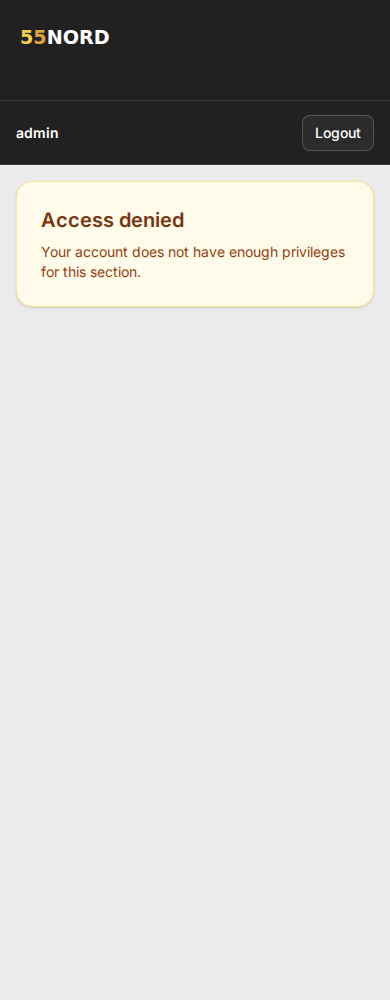 55NORD
admin
Logout
Access denied
Your account does not have enough privileges
for this section.